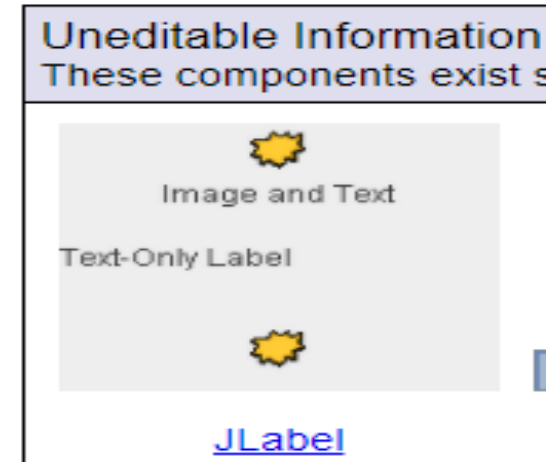 Uneditable Information
These components exist
Image and Text
Text-Only Label
JLabel